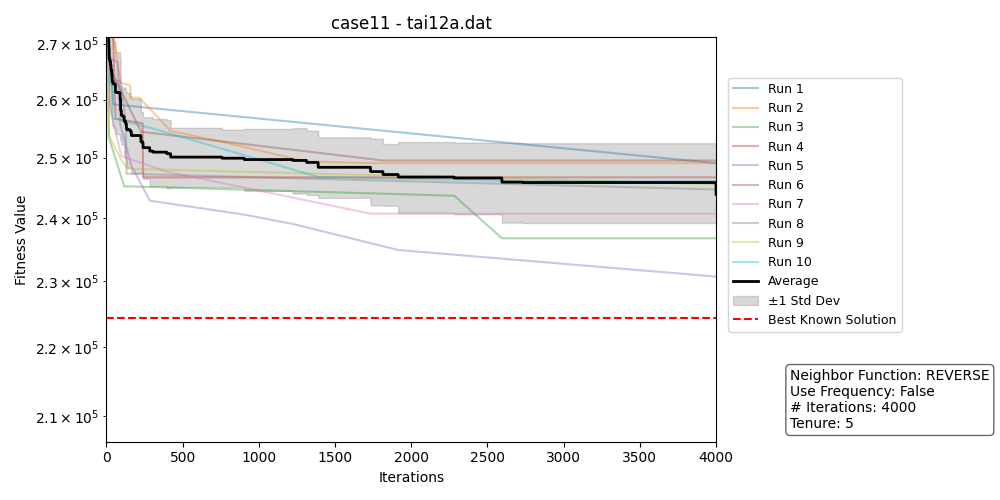 case11 - tai12a.dat
2.7 × 10⁵
2.6 × 10⁵
2.5 × 10⁵
2.4 × 10⁵
2.3 × 10⁵
2.2 × 10⁵
2.1 × 10⁵
Fitness Value
0 500 1000 1500 2000 2500 3000 3500 4000
Iterations
Run 1
Run 2
Run 3
Run 4
Run 5
Run 6
Run 7
Run 8
Run 9
Run 10
Average
±1 Std Dev
Best Known Solution
Neighbor Function: REVERSE
Use Frequency: False
# Iterations: 4000
Tenure: 5